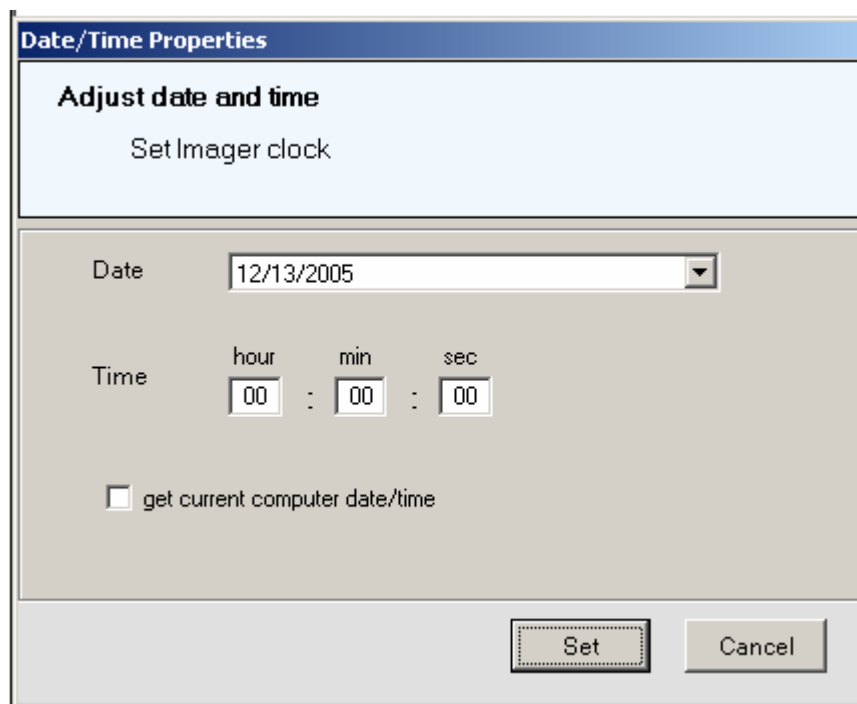 Date/Time Properties
Adjust date and time
Set Imager clock
Date 12/13/2005
hour min sec
Time 00 : 00 : 00
get current computer date/time
Set Cancel